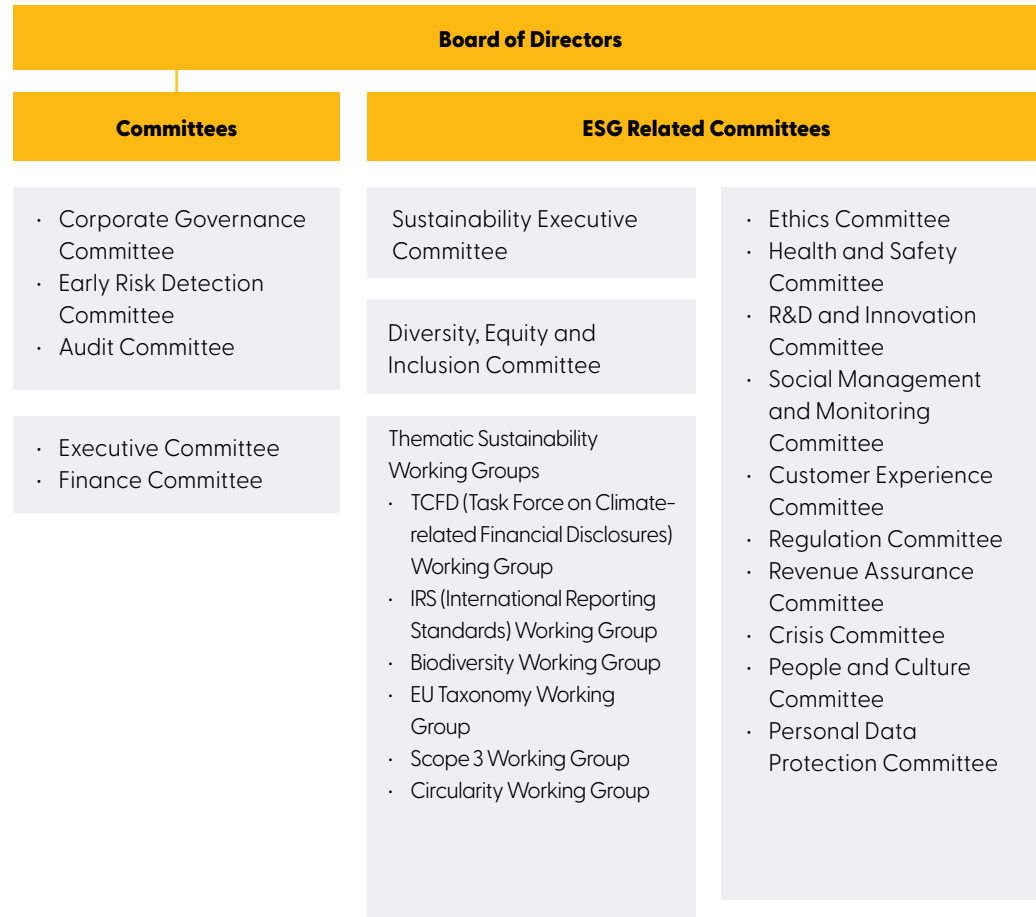 Board of Directors
Committees
· Corporate Governance
Committee
· Early Risk Detection
Committee
· Audit Committee
· Executive Committee
· Finance Committee
ESG Related Committees
Sustainability Executive
Committee
Diversity, Equity and
Inclusion Committee
Thematic Sustainability
Working Groups
· TCFD (Task Force on Climate-
related Financial Disclosures)
Working Group
· IRS (International Reporting
Standards) Working Group
· Biodiversity Working Group
· EU Taxonomy Working
Group
· Scope 3 Working Group
· Circularity Working Group
· Ethics Committee
· Health and Safety
Committee
· R&D and Innovation
Committee
· Social Management
and Monitoring
Committee
· Customer Experience
Committee
· Regulation Committee
· Revenue Assurance
Committee
· Crisis Committee
· People and Culture
Committee
· Personal Data
Protection Committee